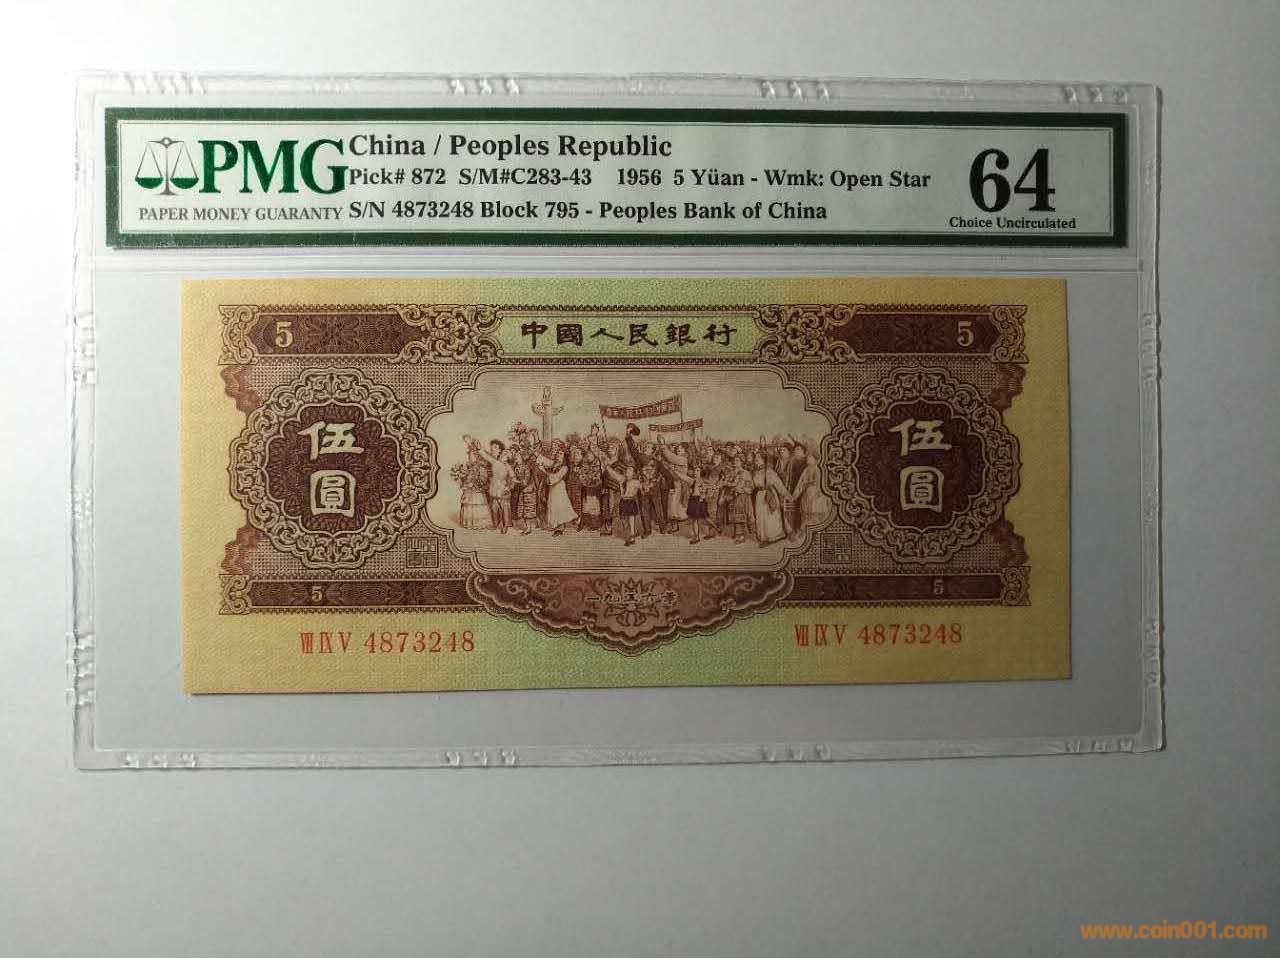 PMG
PAPER MONEY GUARANTY
China / Peoples Republic
Pick# 872 S/M#C283-43 1956 5 Yüan - Wmk: Open Star
S/N 4873248 Block 795 - Peoples Bank of China
64
Choice Uncirculated
5 中國人民銀行 5
伍圓
伍圓
5 一九五六年 5
Ⅷ Ⅸ Ⅴ 4873248
Ⅶ Ⅸ Ⅴ 4873248
www.coin001.com